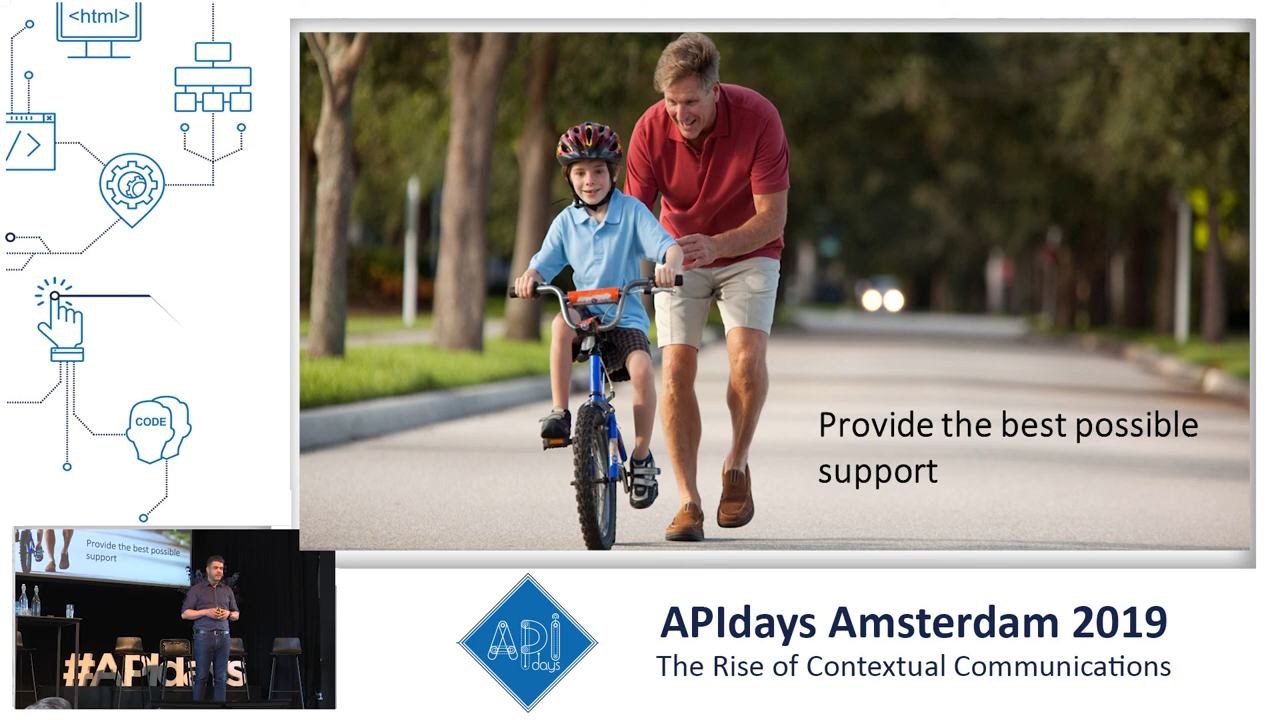 <html>
</>
CODE
Provide the best possible
support
Provide the best possible
support
#APIdays
API
days
APIdays Amsterdam 2019
The Rise of Contextual Communications